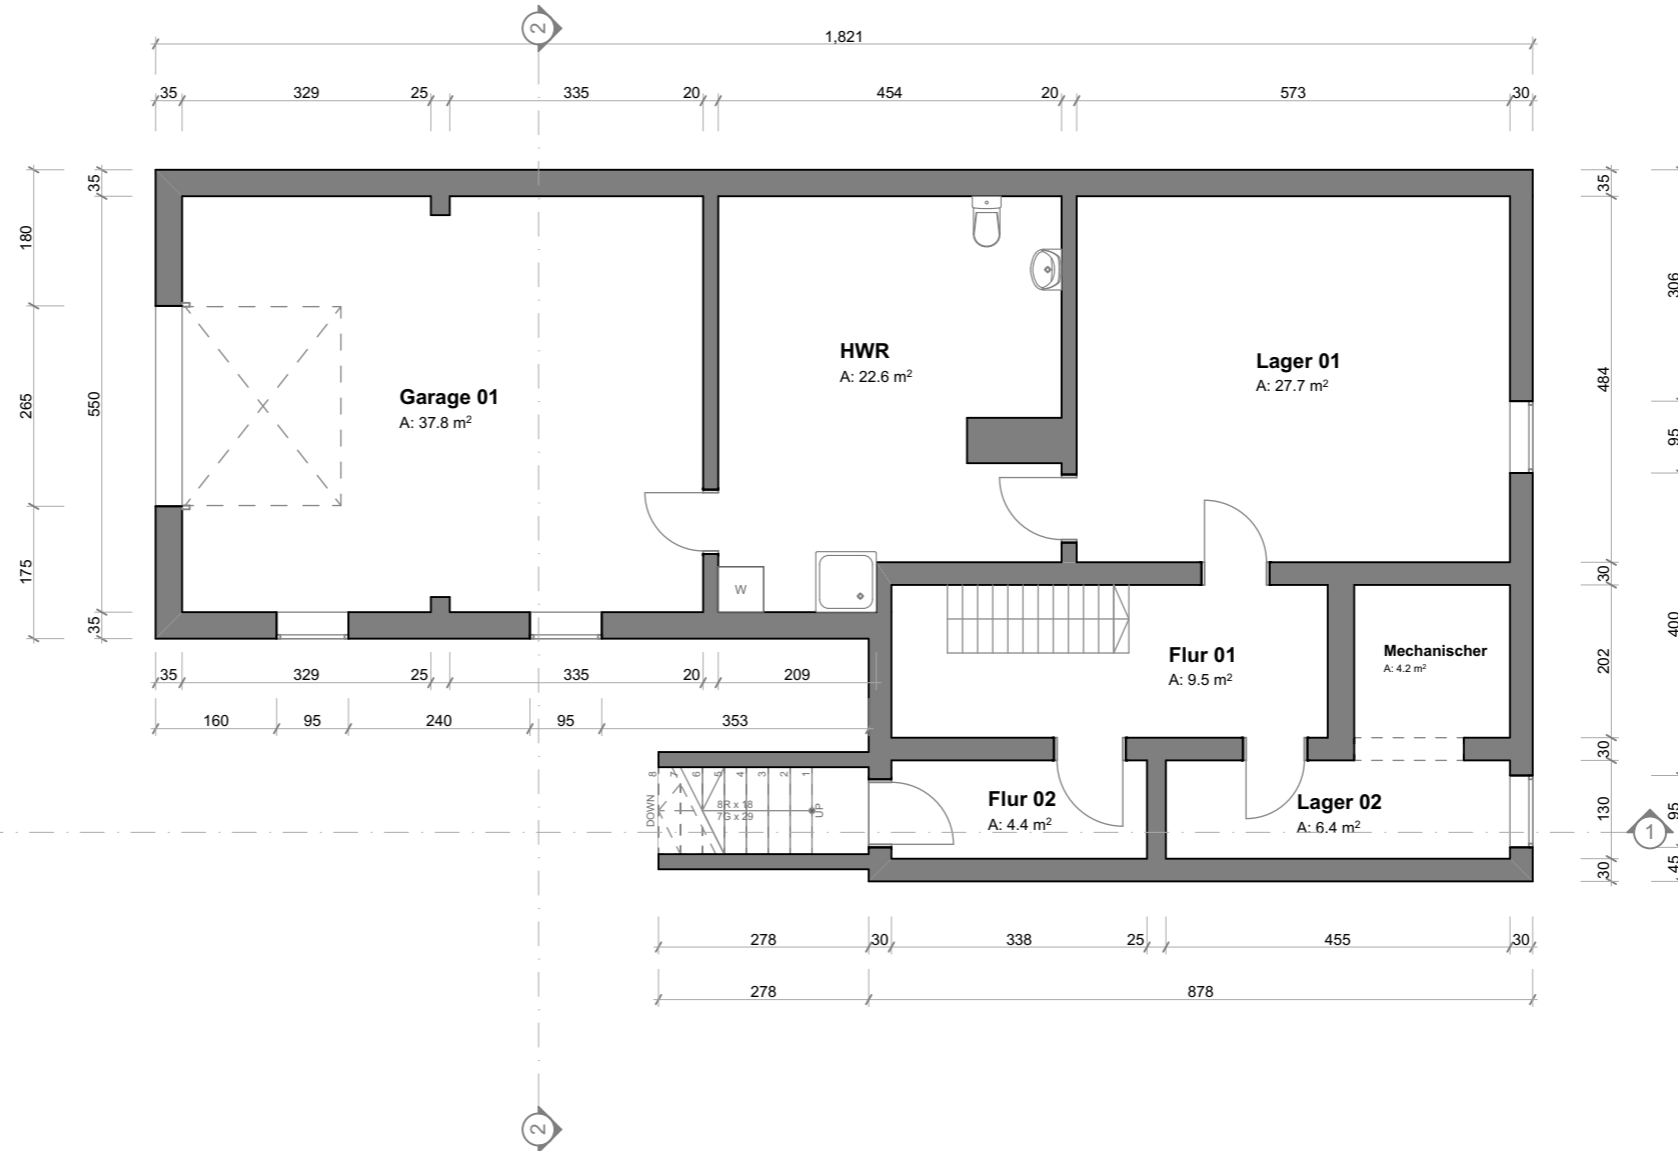 2
1,821
35 329 25 335 20 454 20 573 30
35 35
180 306
HWR
A: 22.6 m²
Lager 01
A: 27.7 m²
484
Garage 01
A: 37.8 m²
265 550
95
175 30
W
35
400
Flur 01
A: 9.5 m²
Mechanischer
A: 4.2 m²
202
35 329 25 335 20 209
160 95 240 95 353
30
8 7 6 5 4 3 2 1
DOWN
8R x 18
7G x 29
UP
Flur 02
A: 4.4 m²
Lager 02
A: 6.4 m²
130 95
1
30 45
278 30 338 25 455 30
278 878
2